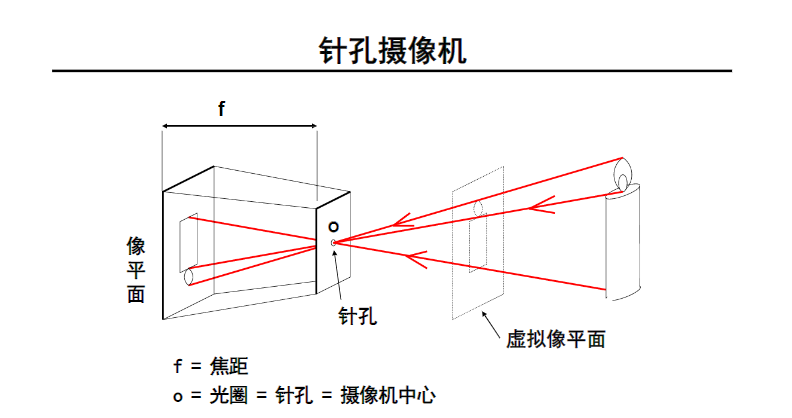 针孔摄像机
f
像平面
o
针孔
虚拟像平面
f = 焦距
o = 光圈 = 针孔 = 摄像机中心